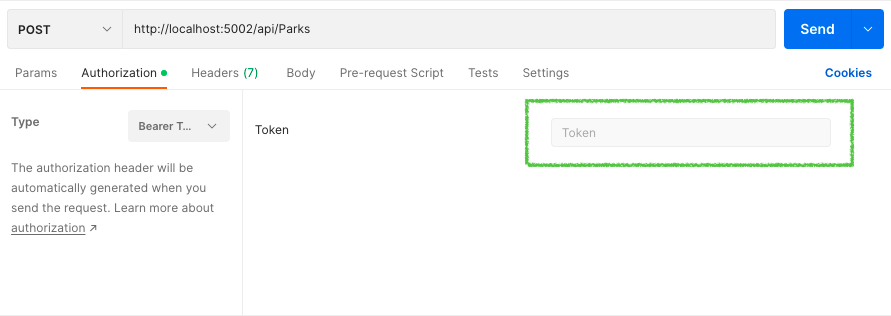 POST http://localhost:5002/api/Parks Send
Params Authorization Headers (7) Body Pre-request Script Tests Settings Cookies
Type Bearer T...
Token Token
The authorization header will be
automatically generated when you
send the request. Learn more about
authorization ↗